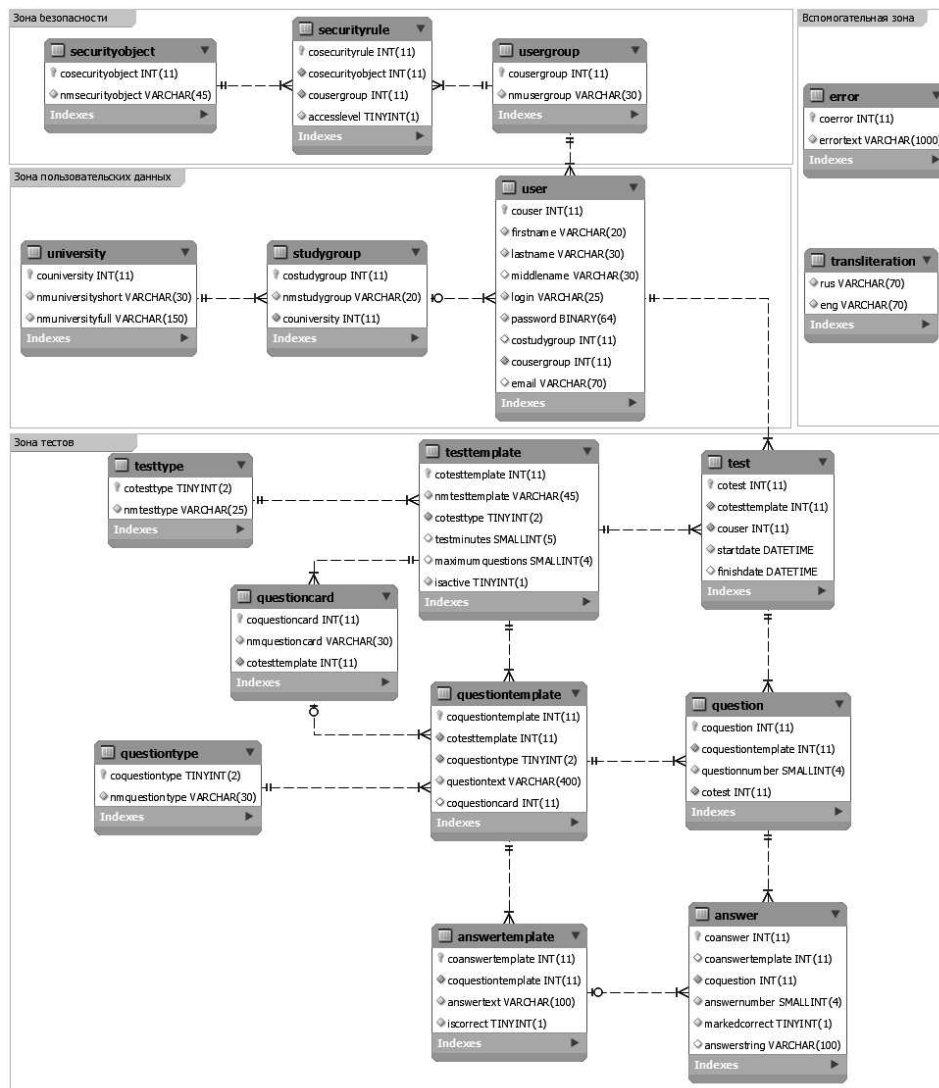 Зона безопасности
securityobject
cosecurityobject INT(11)
nmsecurityobject VARCHAR(45)
Indexes
securityrule
cosecurityrule INT(11)
cosecurityobject INT(11)
cousergroup INT(11)
accesslevel TINYINT(1)
Indexes
usergroup
cousergroup INT(11)
nmusergroup VARCHAR(30)
Indexes
Вспомогательная зона
error
coerror INT(11)
errortext VARCHAR(1000)
Indexes
transliteration
rus VARCHAR(70)
eng VARCHAR(70)
Indexes
Зона пользовательских данных
university
couniversity INT(11)
nmuniversityshort VARCHAR(30)
nmuniversityfull VARCHAR(150)
Indexes
studygroup
costudygroup INT(11)
nmstudygroup VARCHAR(20)
couniversity INT(11)
Indexes
user
couser INT(11)
firstname VARCHAR(20)
lastname VARCHAR(30)
middlename VARCHAR(30)
login VARCHAR(25)
password BINARY(64)
costudygroup INT(11)
cousergroup INT(11)
email VARCHAR(70)
Indexes
Зона тестов
testtype
cotesttype TINYINT(2)
nmtesttype VARCHAR(25)
Indexes
testtemplate
cotesttemplate INT(11)
nmtesttemplate VARCHAR(45)
cotesttype TINYINT(2)
testminutes SMALLINT(5)
maximumquestions SMALLINT(4)
isactive TINYINT(1)
Indexes
test
cotest INT(11)
cotesttemplate INT(11)
couser INT(11)
startdate DATETIME
finishdate DATETIME
Indexes
questioncard
coquestioncard INT(11)
nmquestioncard VARCHAR(30)
cotesttemplate INT(11)
Indexes
questiontemplate
coquestiontemplate INT(11)
cotesttemplate INT(11)
coquestiontype TINYINT(2)
questiontext VARCHAR(400)
coquestioncard INT(11)
Indexes
question
coquestion INT(11)
coquestiontemplate INT(11)
questionnumber SMALLINT(4)
cotest INT(11)
Indexes
questiontype
coquestiontype TINYINT(2)
nmquestiontype VARCHAR(30)
Indexes
answertemplate
coanswertemplate INT(11)
coquestiontemplate INT(11)
answertext VARCHAR(100)
iscorrect TINYINT(1)
Indexes
answer
coanswer INT(11)
coanswertemplate INT(11)
coquestion INT(11)
answernumber SMALLINT(4)
markedcorrect TINYINT(1)
answerstring VARCHAR(100)
Indexes